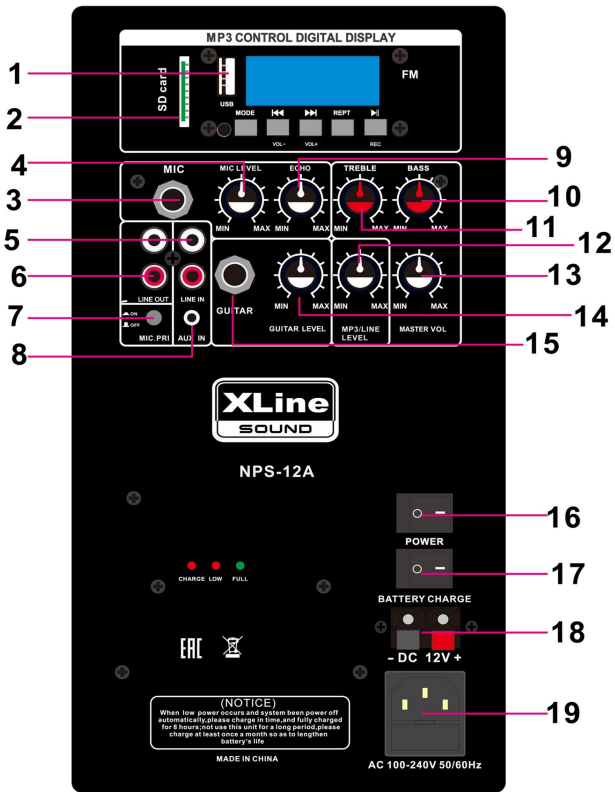 MP3 CONTROL DIGITAL DISPLAY
1
SD card
USB
FM
2
MODE
REPT
VOL–
VOL+
REC
4
MIC
MIC LEVEL
ECHO
TREBLE
BASS
9
3
10
MIN MAX MIN MAX MIN MAX MIN MAX
11
5
12
6
13
LINE OUT
LINE IN
GUITAR
MIN MAX MIN MAX MIN MAX
14
7
ON
OFF
MIC.PRI
AUX IN
GUITAR LEVEL
MP3/LINE
LEVEL
MASTER VOL
8
15
XLine
SOUND
NPS-12A
16
POWER
CHARGE LOW FULL
17
BATTERY CHARGE
18
– DC 12V +
EAC
(NOTICE)
When low power occurs and system been power off
automatically,please charge in time,and fully charged
for 8 hours;not use this unit for a long period,please
charge at least once a month so as to lengthen
battery's life
19
MADE IN CHINA
AC 100-240V 50/60Hz